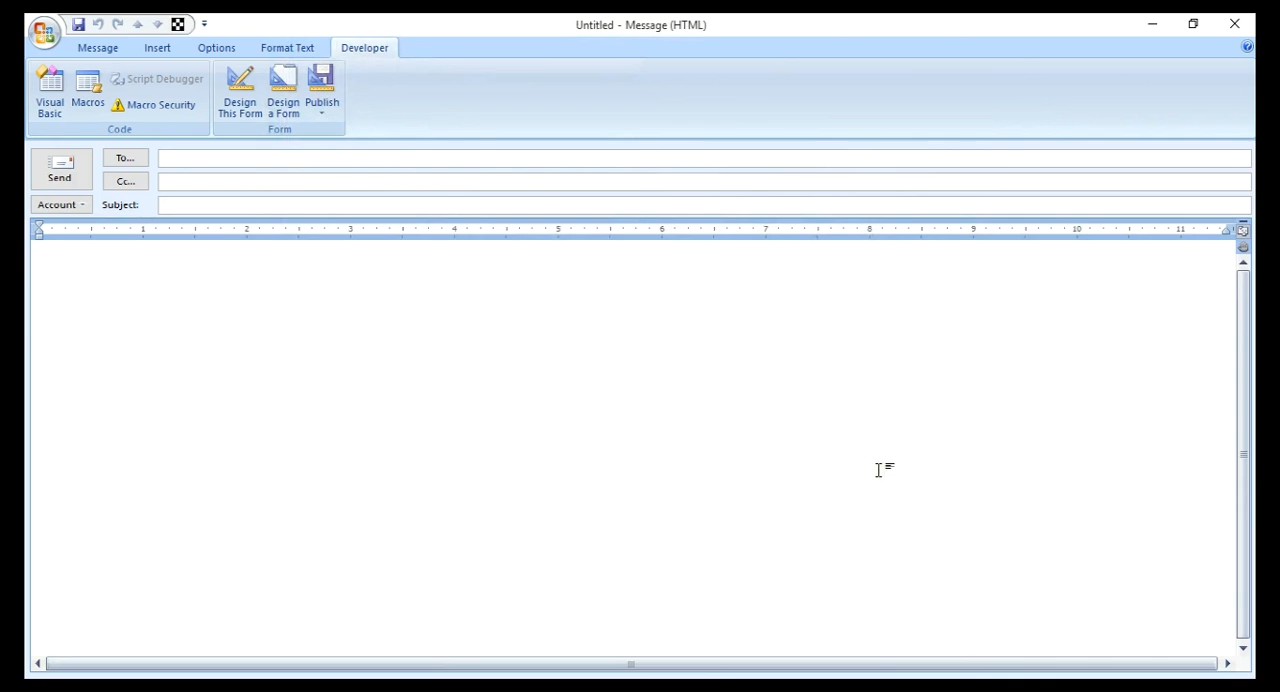 Untitled - Message (HTML)
Message Insert Options Format Text Developer
Visual Basic
Macros
Script Debugger
Macro Security
Code
Design This Form
Design a Form
Publish
Form
Send
To...
Cc...
Account
Subject:
1 2 3 4 5 6 7 8 9 10 11